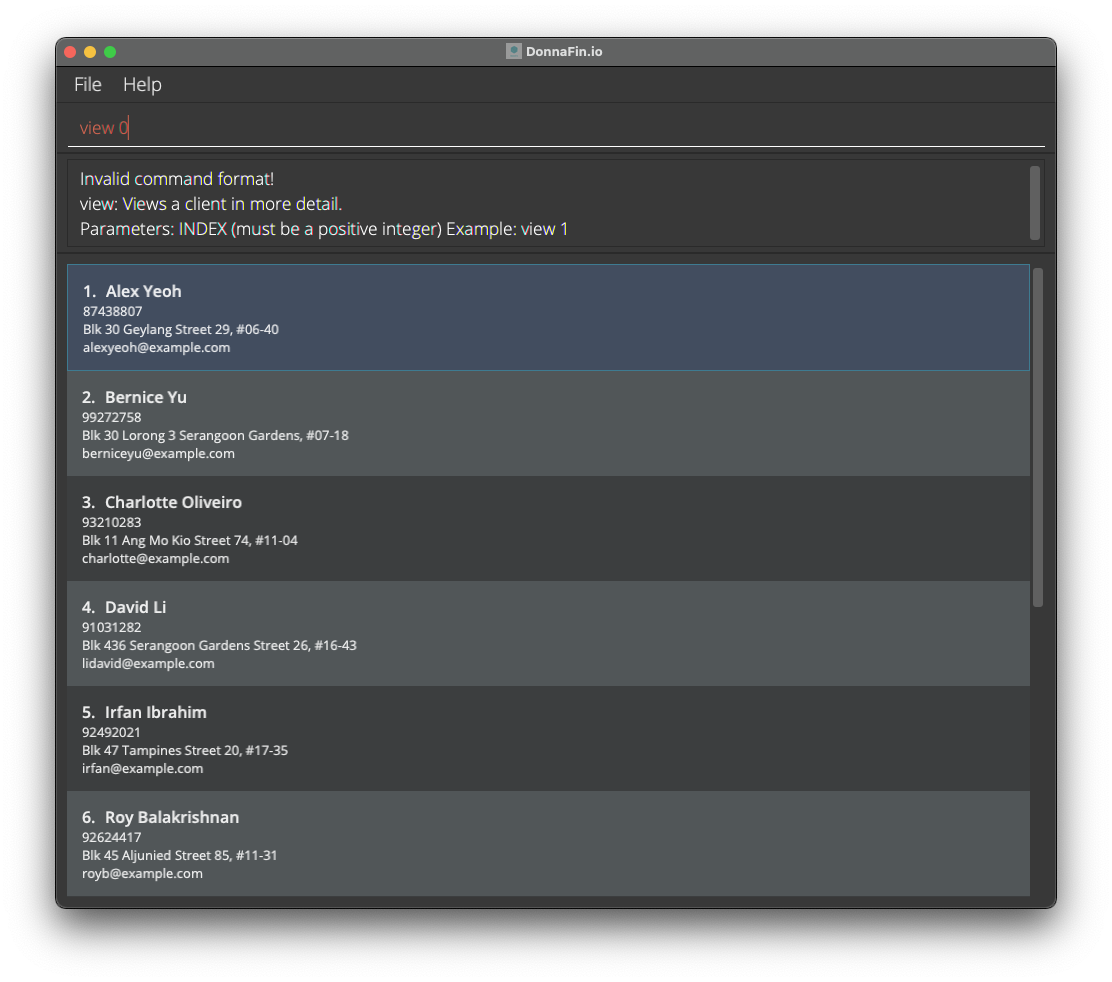 DonnaFin.io
File Help
view 0
Invalid command format!
view: Views a client in more detail.
Parameters: INDEX (must be a positive integer) Example: view 1
1. Alex Yeoh
87438807
Blk 30 Geylang Street 29, #06-40
alexyeoh@example.com
2. Bernice Yu
99272758
Blk 30 Lorong 3 Serangoon Gardens, #07-18
berniceyu@example.com
3. Charlotte Oliveiro
93210283
Blk 11 Ang Mo Kio Street 74, #11-04
charlotte@example.com
4. David Li
91031282
Blk 436 Serangoon Gardens Street 26, #16-43
lidavid@example.com
5. Irfan Ibrahim
92492021
Blk 47 Tampines Street 20, #17-35
irfan@example.com
6. Roy Balakrishnan
92624417
Blk 45 Aljunied Street 85, #11-31
royb@example.com